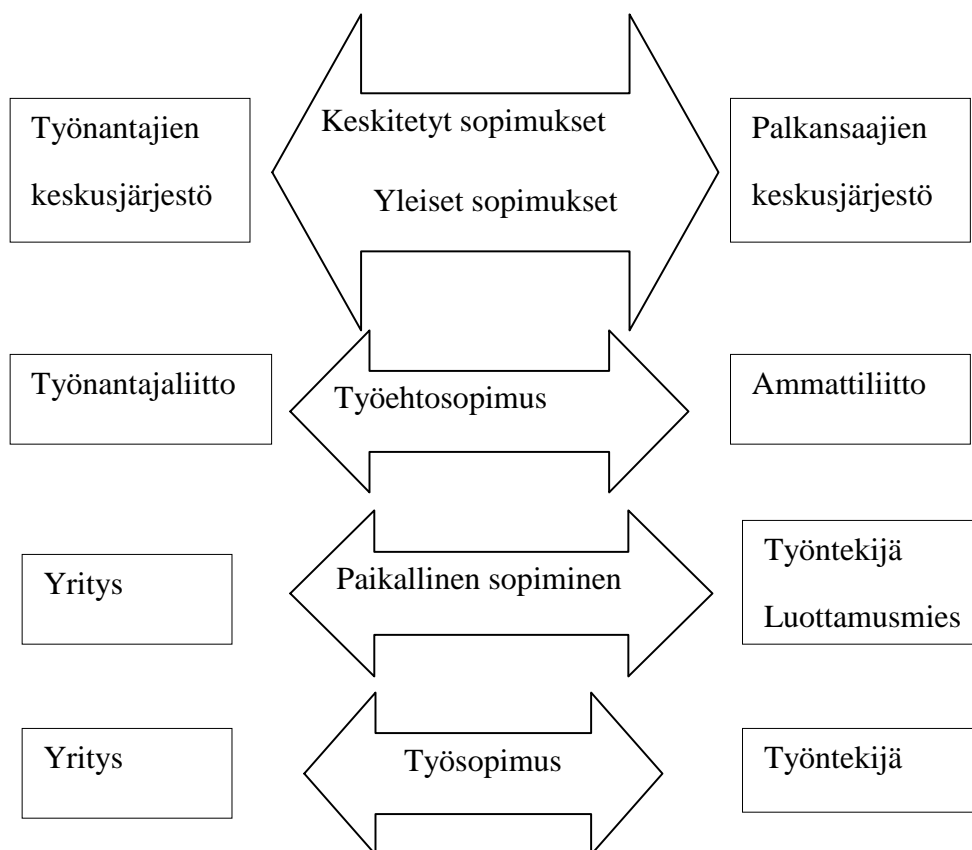 Työnantajien
keskusjärjestö
Keskitetyt sopimukset
Yleiset sopimukset
Palkansaajien
keskusjärjestö
Työnantajaliitto
Työehtosopimus
Ammattiliitto
Yritys
Paikallinen sopiminen
Työntekijä
Luottamusmies
Yritys
Työsopimus
Työntekijä